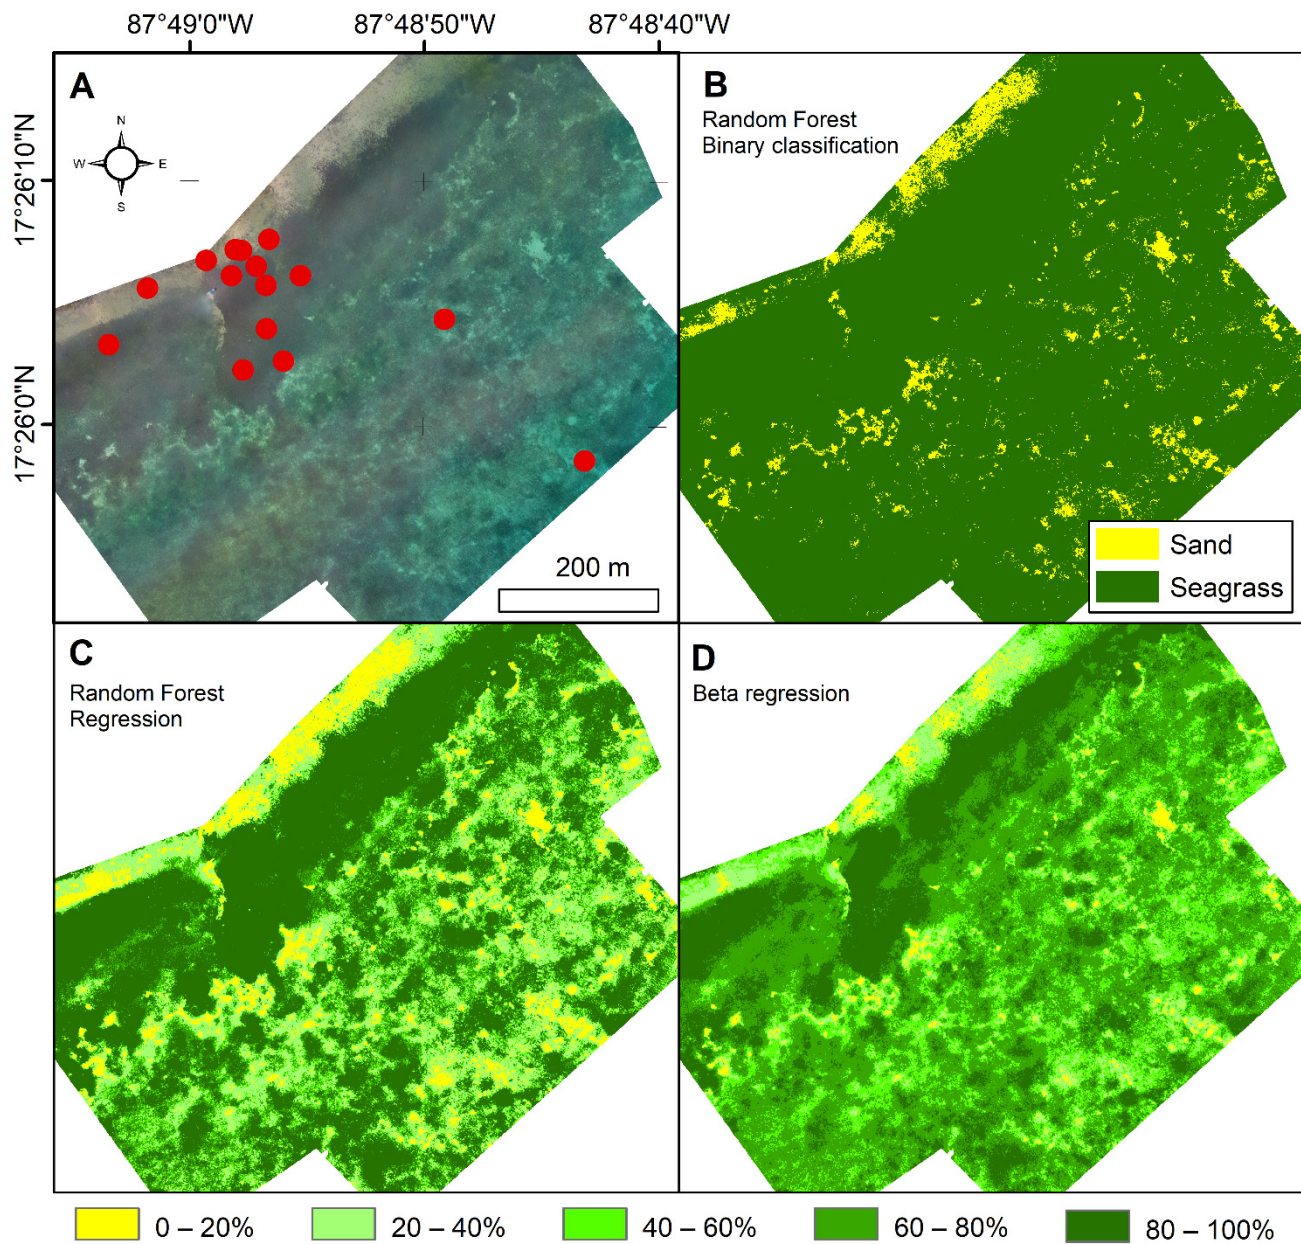 87°49'0"W 87°48'50"W 87°48'40"W
17°26'10"N
17°26'0"N
A
N
W E
S
200 m
B
Random Forest
Binary classification
Sand
Seagrass
C
Random Forest
Regression
D
Beta regression
0 – 20% 20 – 40% 40 – 60% 60 – 80% 80 – 100%